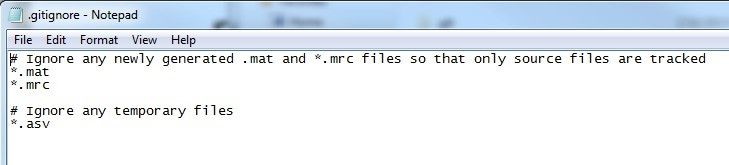 .gitignore - Notepad
File Edit Format View Help
# Ignore any newly generated .mat and *.mrc files so that only source files are tracked
*.mat
*.mrc
# Ignore any temporary files
*.asv